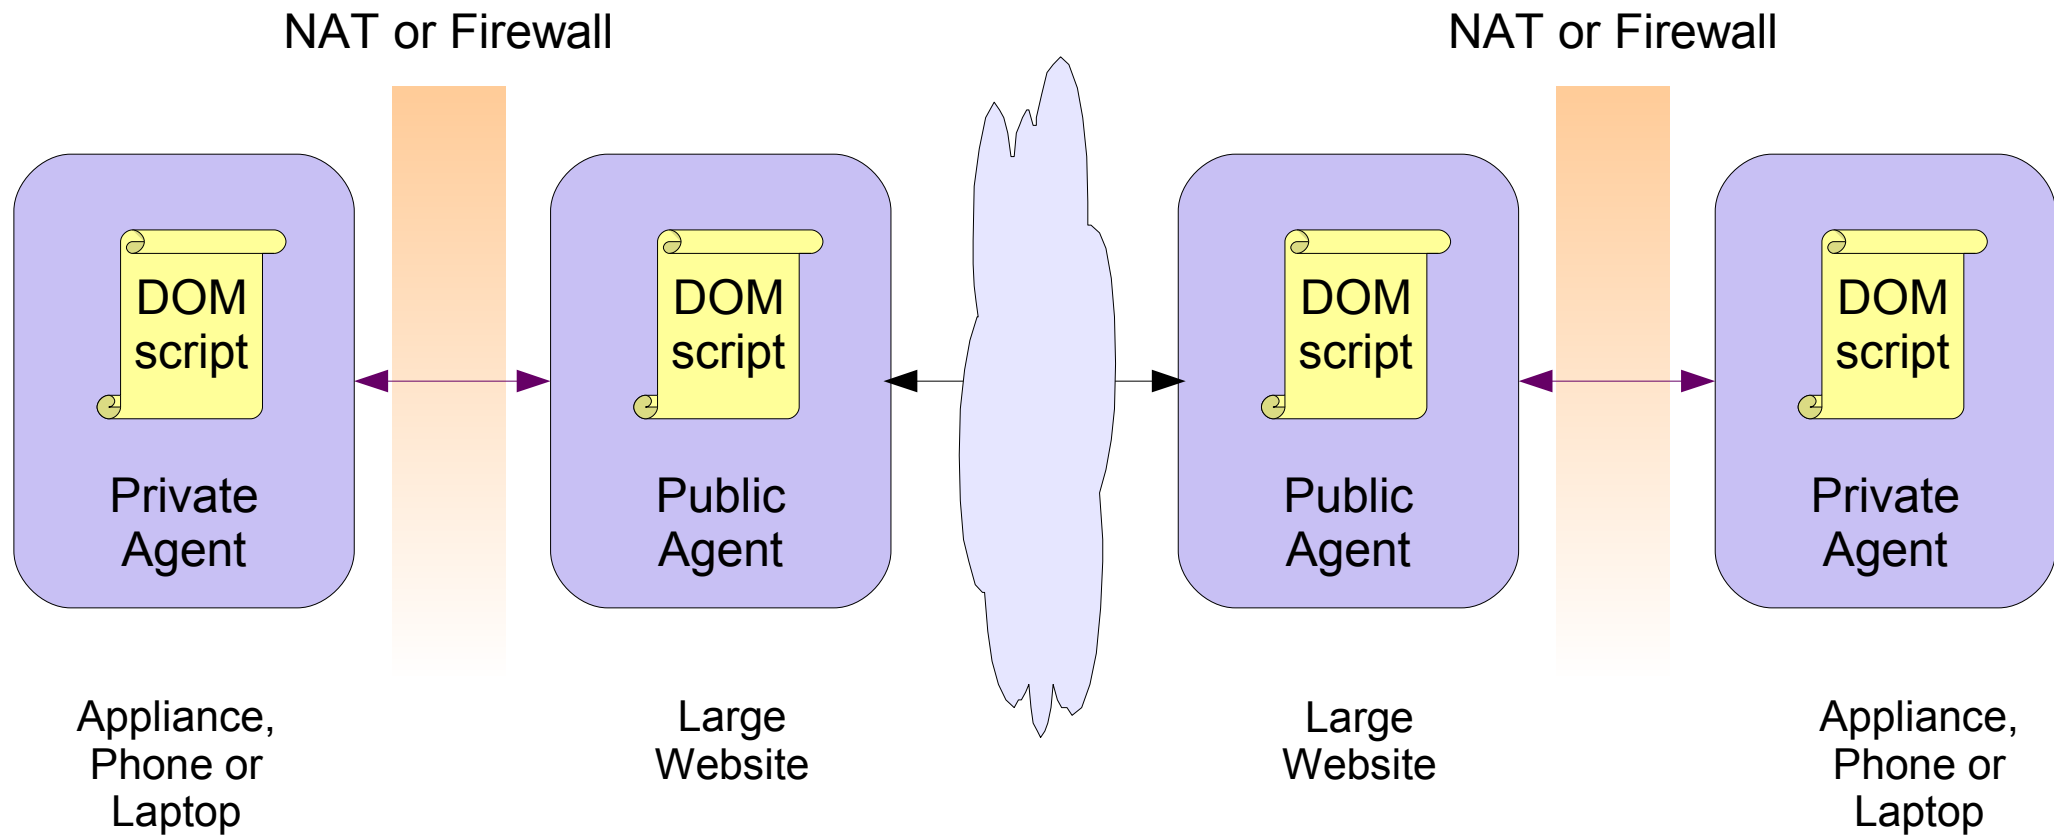 NAT or Firewall
NAT or Firewall
DOM
script
Private
Agent
DOM
script
Public
Agent
DOM
script
Public
Agent
DOM
script
Private
Agent
Appliance,
Phone or
Laptop
Large
Website
Large
Website
Appliance,
Phone or
Laptop